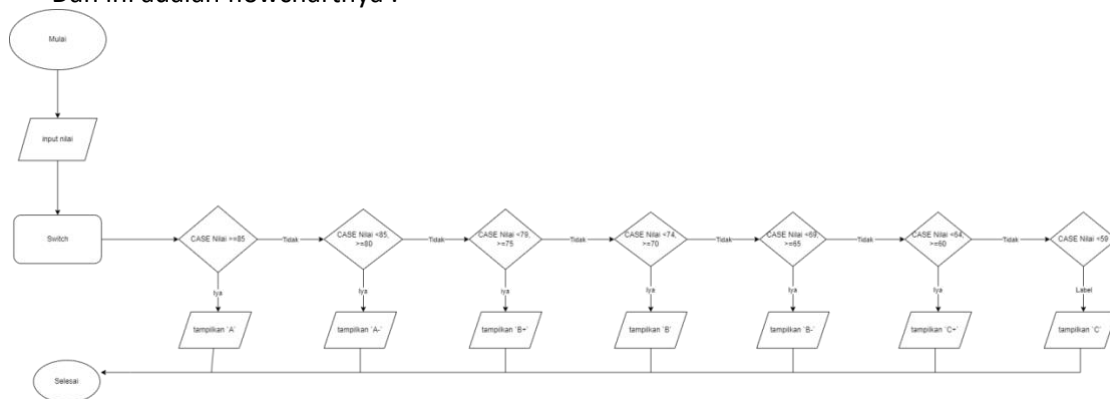 Dan ini adalah flowchartnya :
Mulai
input nilai
Switch
CASE Nilai >=85
Tidak
CASE Nilai <85,
>=80
Tidak
CASE Nilai <79,
>=75
Tidak
CASE Nilai <74,
>=70
Tidak
CASE Nilai <69,
>=65
Tidak
CASE Nilai <64,
>=60
Tidak
CASE Nilai <59
Iya
Iya
Iya
Iya
Iya
Iya
Label
tampilkan 'A'
tampilkan 'A-'
tampilkan 'B+'
tampilkan 'B'
tampilkan 'B-'
tampilkan 'C+'
tampilkan 'C'
Selesai